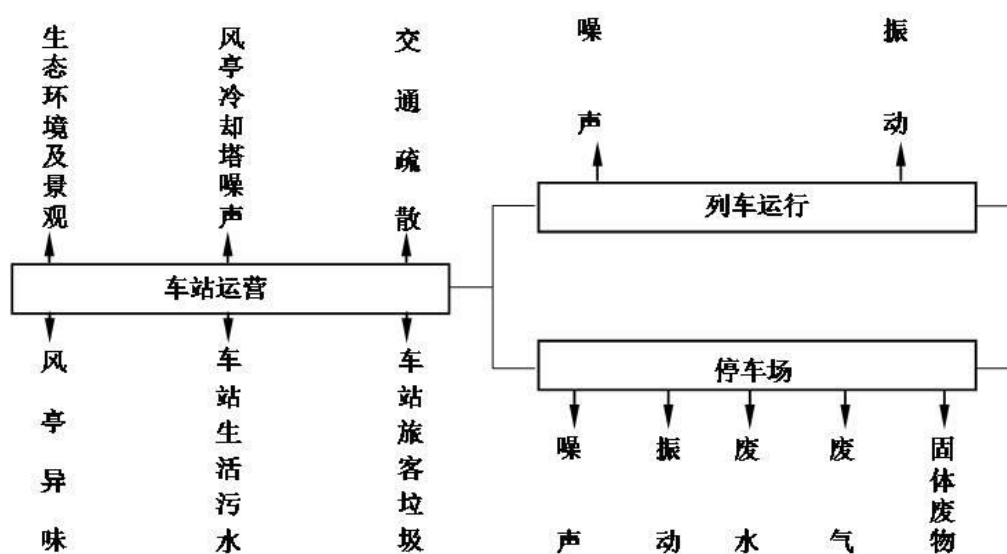 生态环境及景观
风亭冷却塔噪声
交通疏散
噪声
振动
列车运行
车站运营
停车场
风亭异味
车站生活污水
车站旅客垃圾
噪声
振动
废水
废气
固体废物